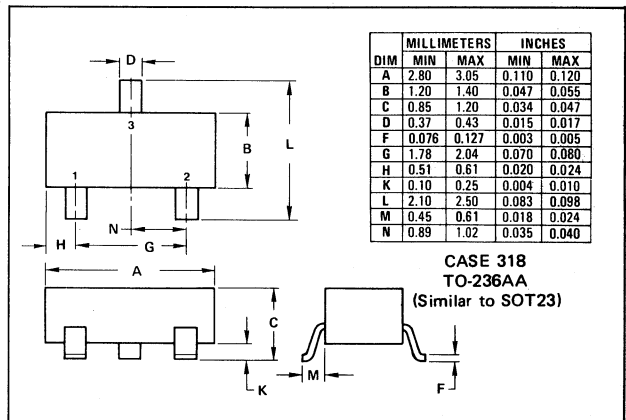 D
3
B
L
1
2
N
H
G
A
C
K
M
F
MILLIMETERS INCHES
DIM MIN MAX MIN MAX
A 2.80 3.05 0.110 0.120
B 1.20 1.40 0.047 0.055
C 0.85 1.20 0.034 0.047
D 0.37 0.43 0.015 0.017
F 0.076 0.127 0.003 0.005
G 1.78 2.04 0.070 0.080
H 0.51 0.61 0.020 0.024
K 0.10 0.25 0.004 0.010
L 2.10 2.50 0.083 0.098
M 0.45 0.61 0.018 0.024
N 0.89 1.02 0.035 0.040
CASE 318
TO-236AA
(Similar to SOT23)